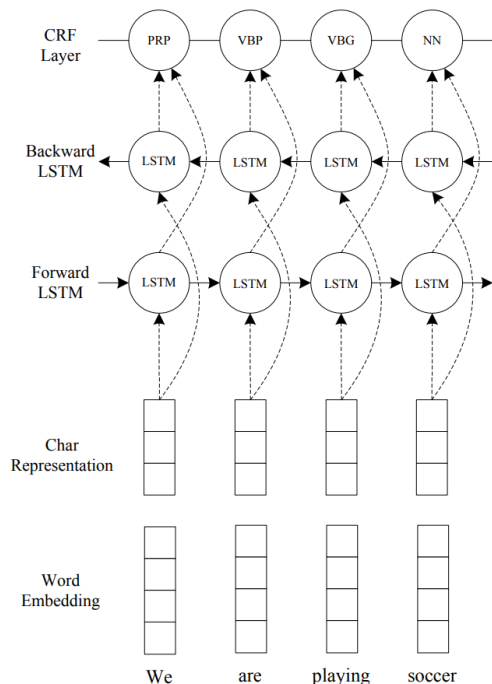 CRF
Layer
PRP VBP VBG NN
Backward
LSTM
LSTM LSTM LSTM LSTM
Forward
LSTM
LSTM LSTM LSTM LSTM
Char
Representation
Word
Embedding
We are playing soccer